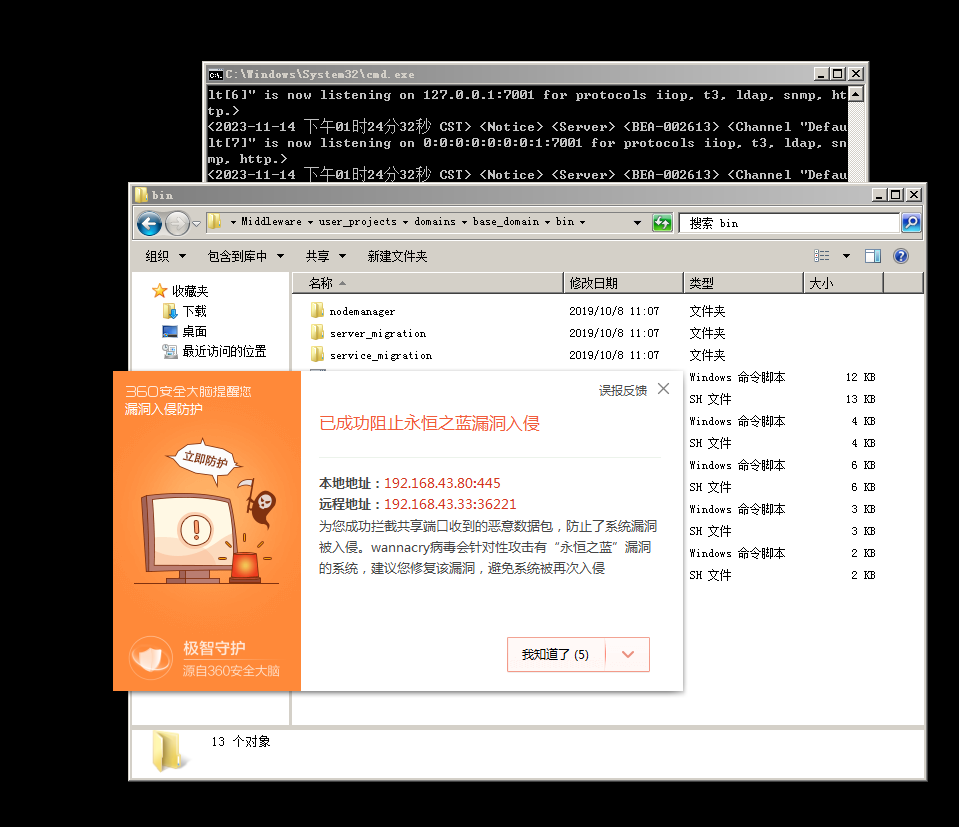 C:\Windows\System32\cmd.exe
lt[6]" is now listening on 127.0.0.1:7001 for protocols iiop, t3, ldap, snmp, ht
tp.>
<2023-11-14 下午01时24分32秒 CST> <Notice> <Server> <BEA-002613> <Channel "Defau
lt[7]" is now listening on 0:0:0:0:0:0:0:1:7001 for protocols iiop, t3, ldap, sn
mp, http.>
<2023-11-14 下午01时24分32秒 CST> <Notice> <Server> <BEA-002613> <Channel "Defau
bin
Middleware user_projects domains base_domain bin 搜索 bin
组织 包含到库中 共享 新建文件夹
名称 修改日期 类型 大小
收藏夹
下载
桌面
最近访问的位置
nodemanager 2019/10/8 11:07 文件夹
server_migration 2019/10/8 11:07 文件夹
service_migration 2019/10/8 11:07 文件夹
Windows 命令脚本 12 KB
SH 文件 13 KB
Windows 命令脚本 4 KB
SH 文件 4 KB
Windows 命令脚本 6 KB
SH 文件 6 KB
Windows 命令脚本 3 KB
SH 文件 3 KB
Windows 命令脚本 2 KB
SH 文件 2 KB
360安全大脑提醒您
漏洞入侵防护
立即防护
极智守护
源自360安全大脑
误报反馈
已成功阻止永恒之蓝漏洞入侵
本地地址：192.168.43.80:445
远程地址：192.168.43.33:36221
为您成功拦截共享端口收到的恶意数据包，防止了系统漏洞
被入侵。wannacry病毒会针对性攻击有“永恒之蓝”漏洞
的系统，建议您修复该漏洞，避免系统被再次入侵
我知道了 (5)
13 个对象